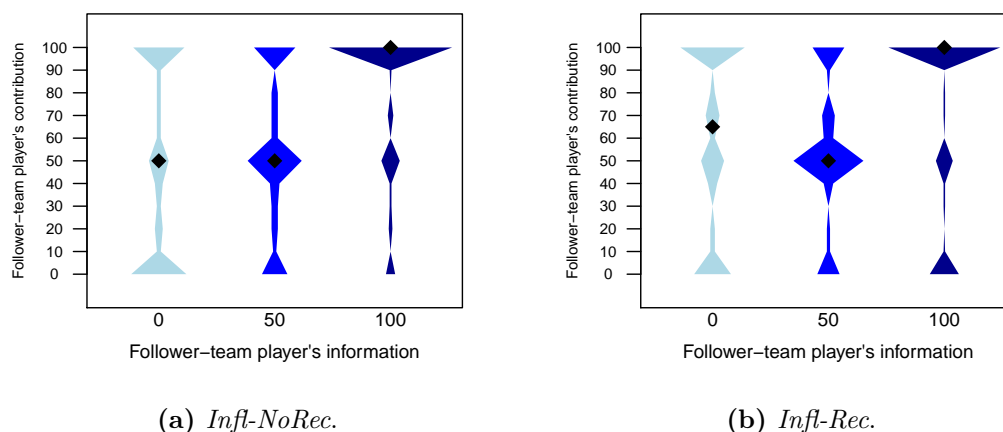 Follower−team player's contribution
100
90
80
70
60
50
40
30
20
10
0
0 50 100
Follower−team player's information
(a) Infl-NoRec.
Follower−team player's contribution
100
90
80
70
60
50
40
30
20
10
0
0 50 100
Follower−team player's information
(b) Infl-Rec.